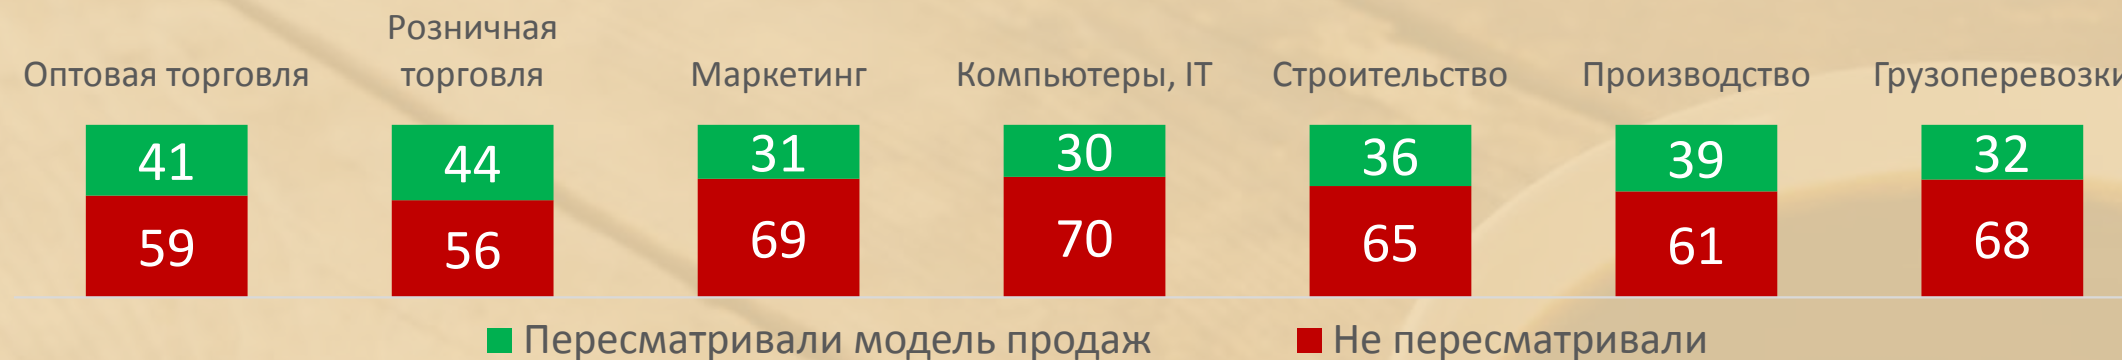 Розничная
Оптовая торговля торговля Маркетинг Компьютеры, IT Строительство Производство Грузоперевозки
41 44 31 30 36 39 32
59 56 69 70 65 61 68
Пересматривали модель продаж Не пересматривали